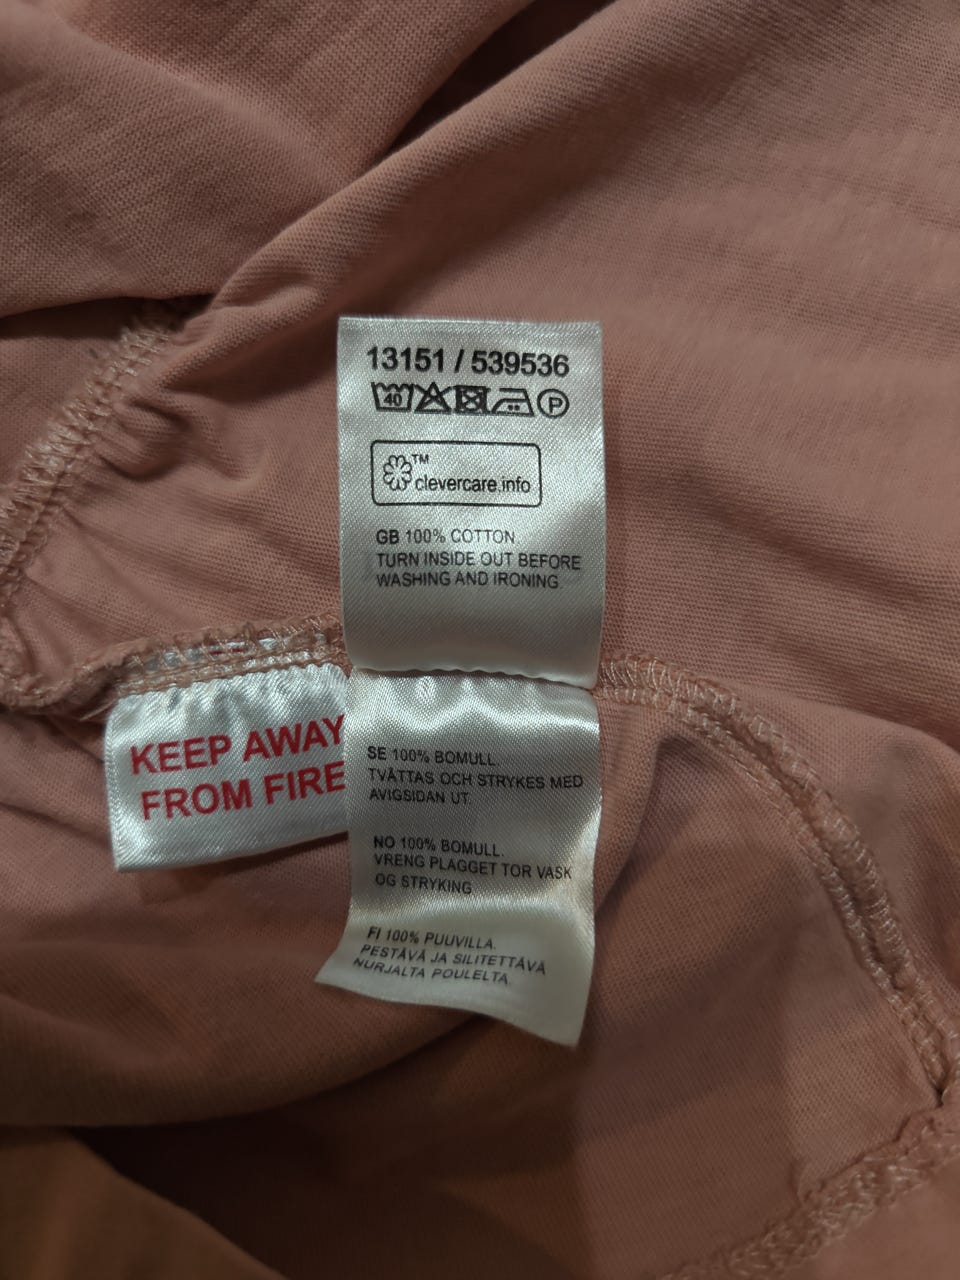 13151 / 539536
40 P
™
clevercare.info
GB 100% COTTON.
TURN INSIDE OUT BEFORE
WASHING AND IRONING.
KEEP AWAY
FROM FIRE
SE 100% BOMULL.
TVÄTTAS OCH STRYKES MED
AVIGSIDAN UT.
NO 100% BOMULL.
VRENG PLAGGET TOR VASK
OG STRYKING
FI 100% PUUVILLA.
PESTÄVÄ JA SILITETTÄVÄ
NURJALTA POULELTA.